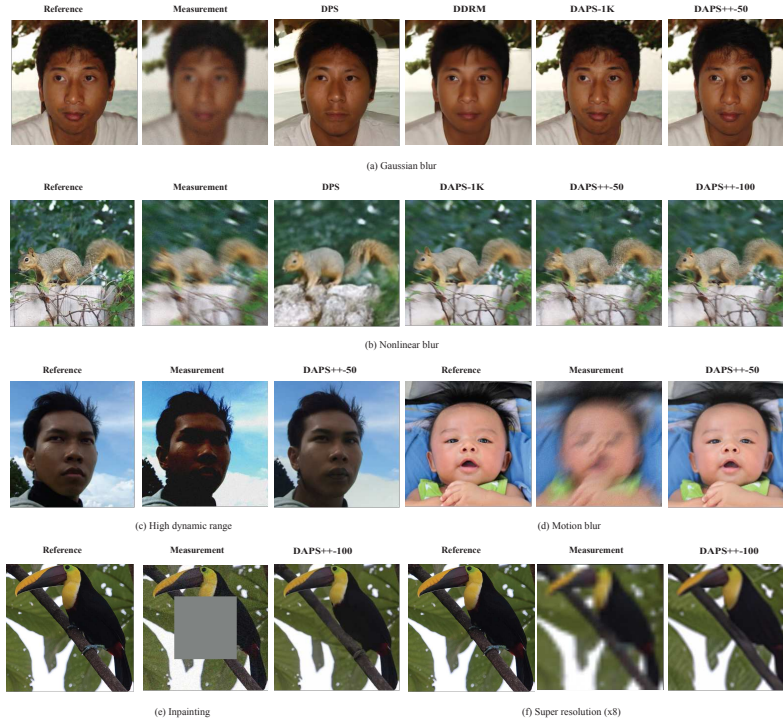 Reference Measurement DPS DDRM DAPS-1K DAPS++-50
(a) Gaussian blur
Reference Measurement DPS DAPS-1K DAPS++-50 DAPS++-100
(b) Nonlinear blur
Reference Measurement DAPS++-50 Reference Measurement DAPS++-50
(c) High dynamic range (d) Motion blur
Reference Measurement DAPS++-100 Reference Measurement DAPS++-100
(e) Inpainting (f) Super resolution (x8)